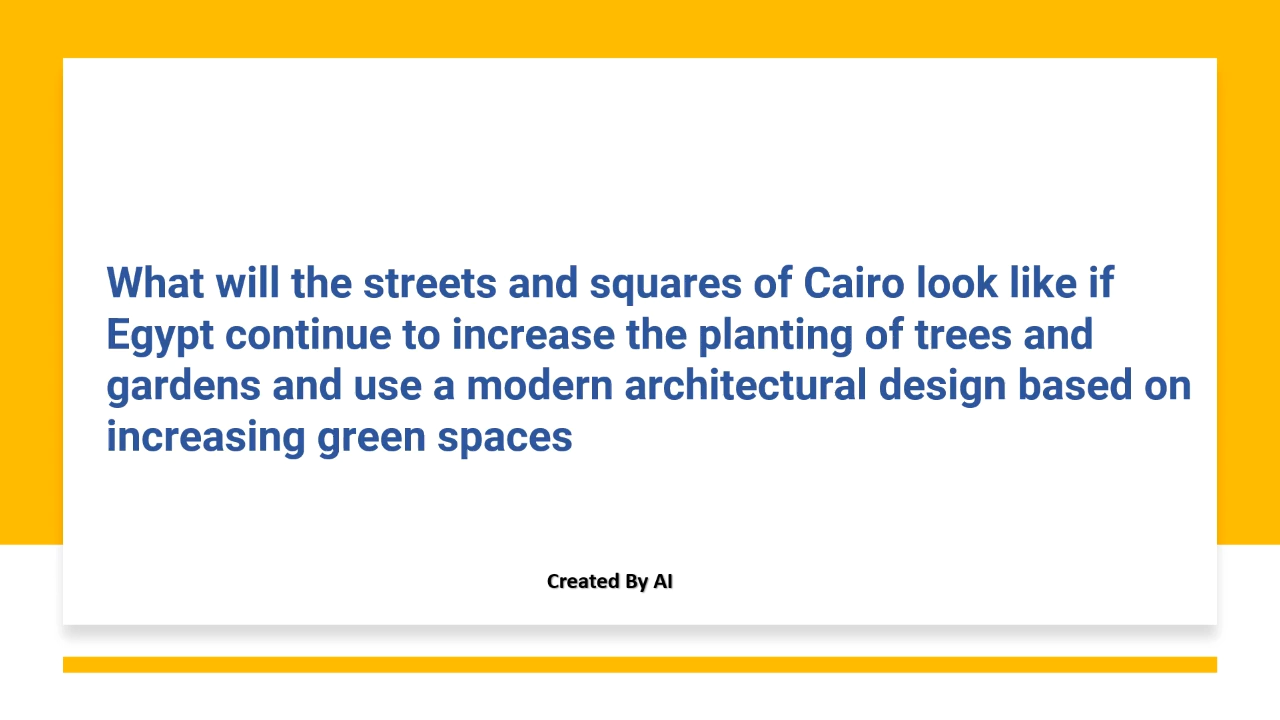 What will the streets and squares of Cairo look like if
Egypt continue to increase the planting of trees and
gardens and use a modern architectural design based on
increasing green spaces
Created By AI